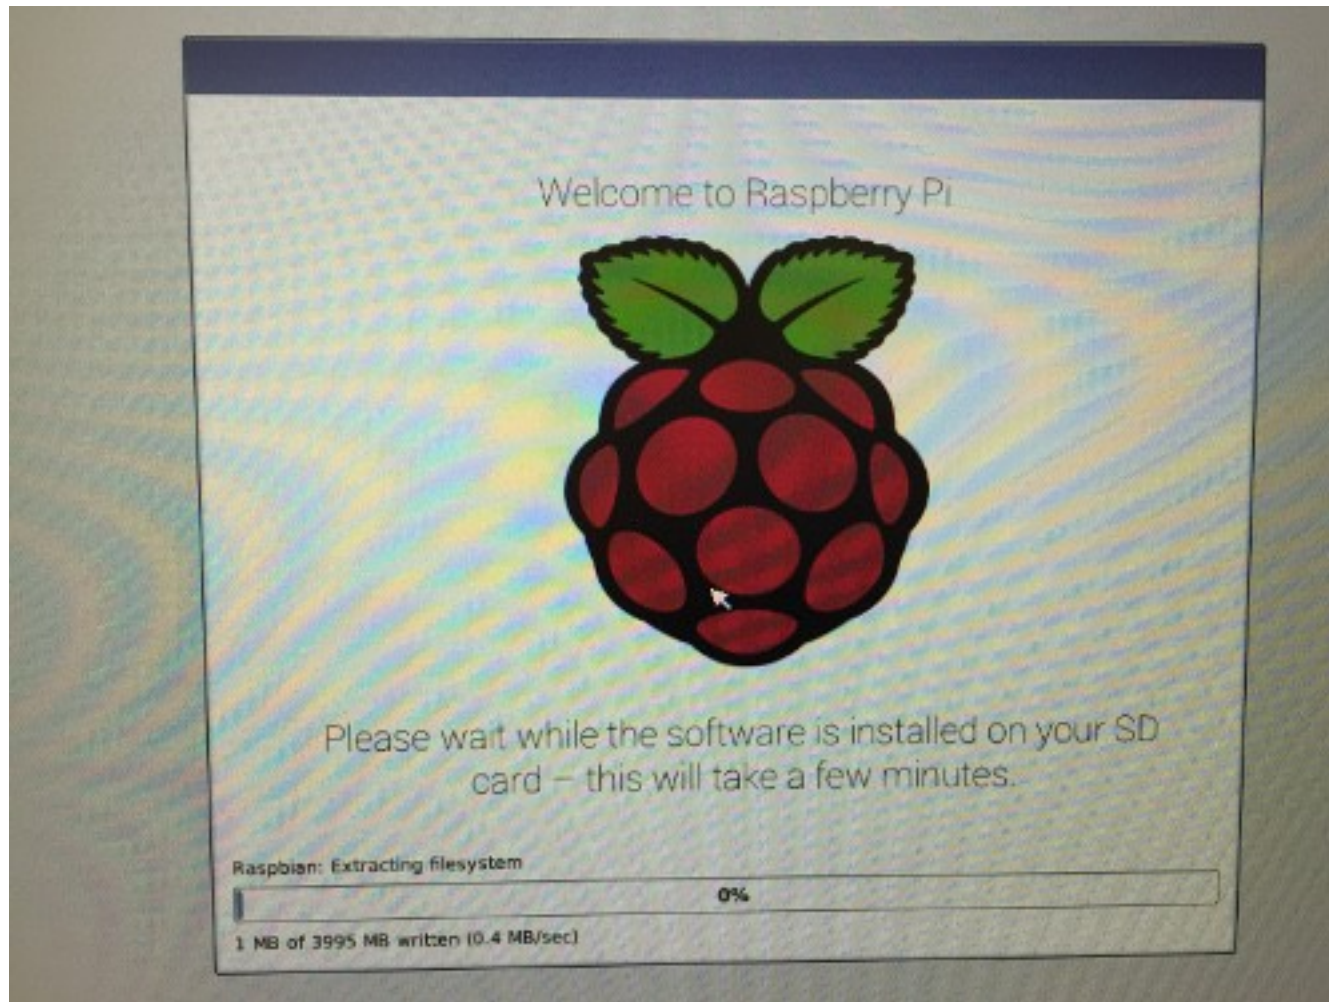 Welcome to Raspberry Pi
Please wait while the software is installed on your SD
card – this will take a few minutes.
Raspbian: Extracting filesystem
0%
1 MB of 3995 MB written (0.4 MB/sec)